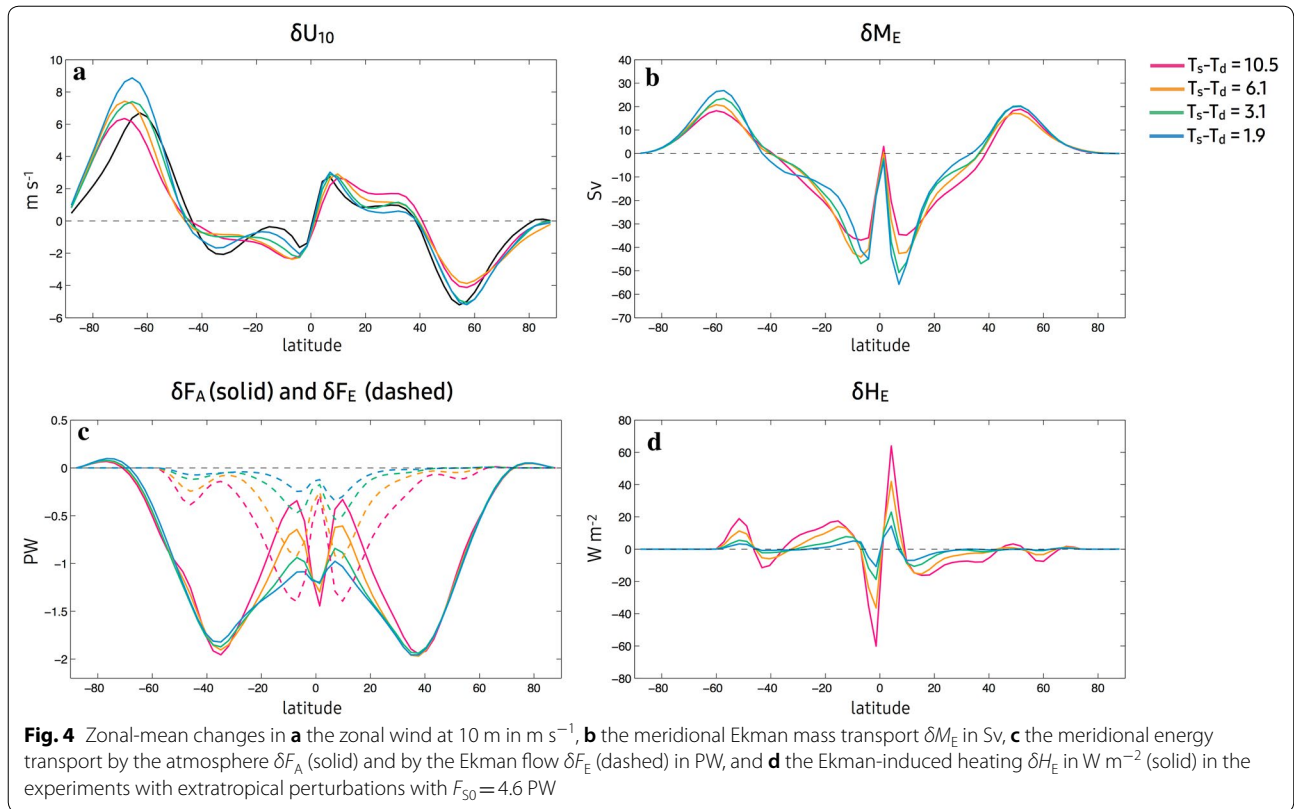 δU10
a
m s-1
10
8
6
4
2
0
−2
−4
−6
−80 −60 −40 −20 0 20 40 60 80
latitude
δME
b
Sv
40
30
20
10
0
−10
−20
−30
−40
−50
−60
−70
−80 −60 −40 −20 0 20 40 60 80
latitude
Ts-Td = 10.5
Ts-Td = 6.1
Ts-Td = 3.1
Ts-Td = 1.9
δFA (solid) and δFE (dashed)
c
PW
0.5
0
−0.5
−1
−1.5
−2
−80 −60 −40 −20 0 20 40 60 80
latitude
δHE
d
W m-2
80
60
40
20
0
−20
−40
−60
−80
−80 −60 −40 −20 0 20 40 60 80
latitude
Fig. 4 Zonal-mean changes in a the zonal wind at 10 m in m s−1, b the meridional Ekman mass transport δME in Sv, c the meridional energy
transport by the atmosphere δFA (solid) and by the Ekman flow δFE (dashed) in PW, and d the Ekman-induced heating δHE in W m−2 (solid) in the
experiments with extratropical perturbations with FS0 = 4.6 PW